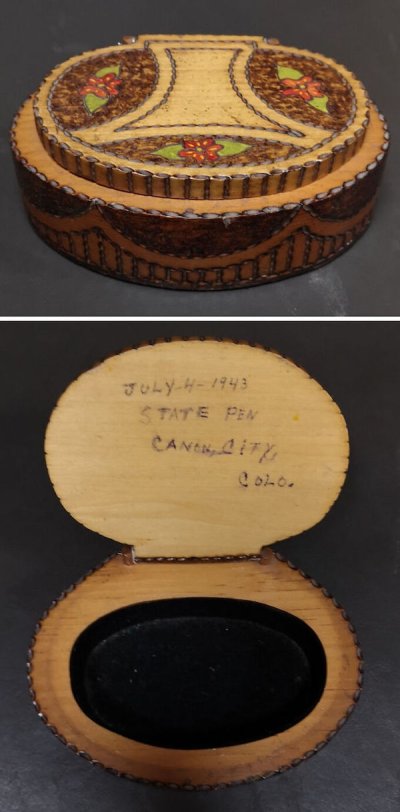 JULY-4-1943
STATE PEN
CANON, CITY,
COLO.